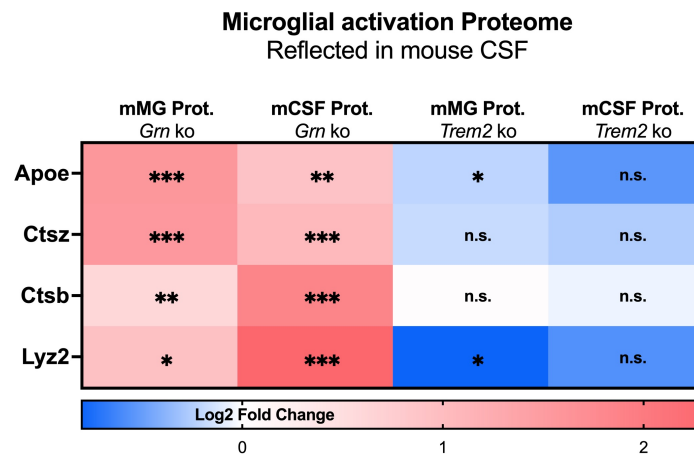 Microglial activation Proteome
Reflected in mouse CSF
mMG Prot. mCSF Prot. mMG Prot. mCSF Prot.
Grn ko Grn ko Trem2 ko Trem2 ko
Apoe *** ** * n.s.
Ctsz *** *** n.s. n.s.
Ctsb ** *** n.s. n.s.
Lyz2 * *** * n.s.
Log2 Fold Change
0 1 2